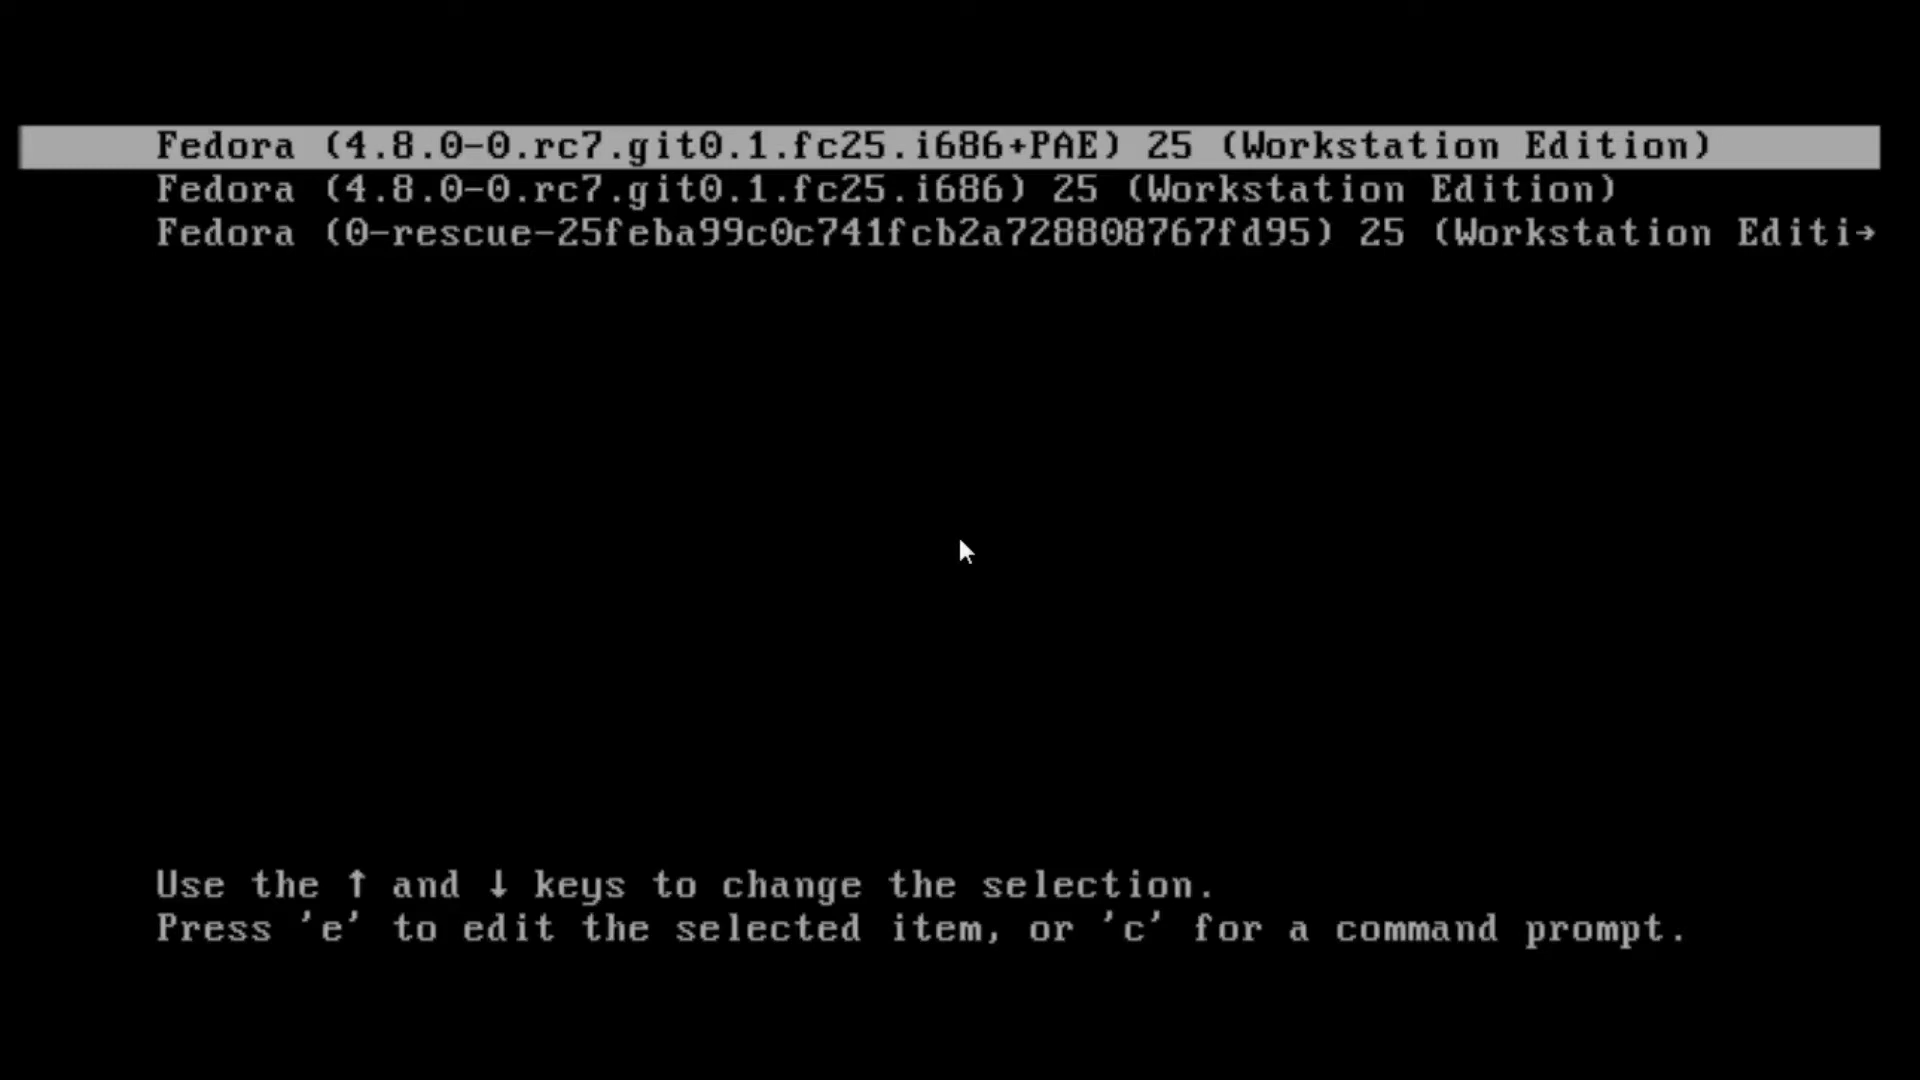 Fedora (4.8.0-0.rc7.git0.1.fc25.i686+PAE) 25 (Workstation Edition)
Fedora (4.8.0-0.rc7.git0.1.fc25.i686) 25 (Workstation Edition)
Fedora (0-rescue-25feba99c0c741fcb2a728808767fd95) 25 (Workstation Editi→
Use the ↑ and ↓ keys to change the selection.
Press 'e' to edit the selected item, or 'c' for a command prompt.